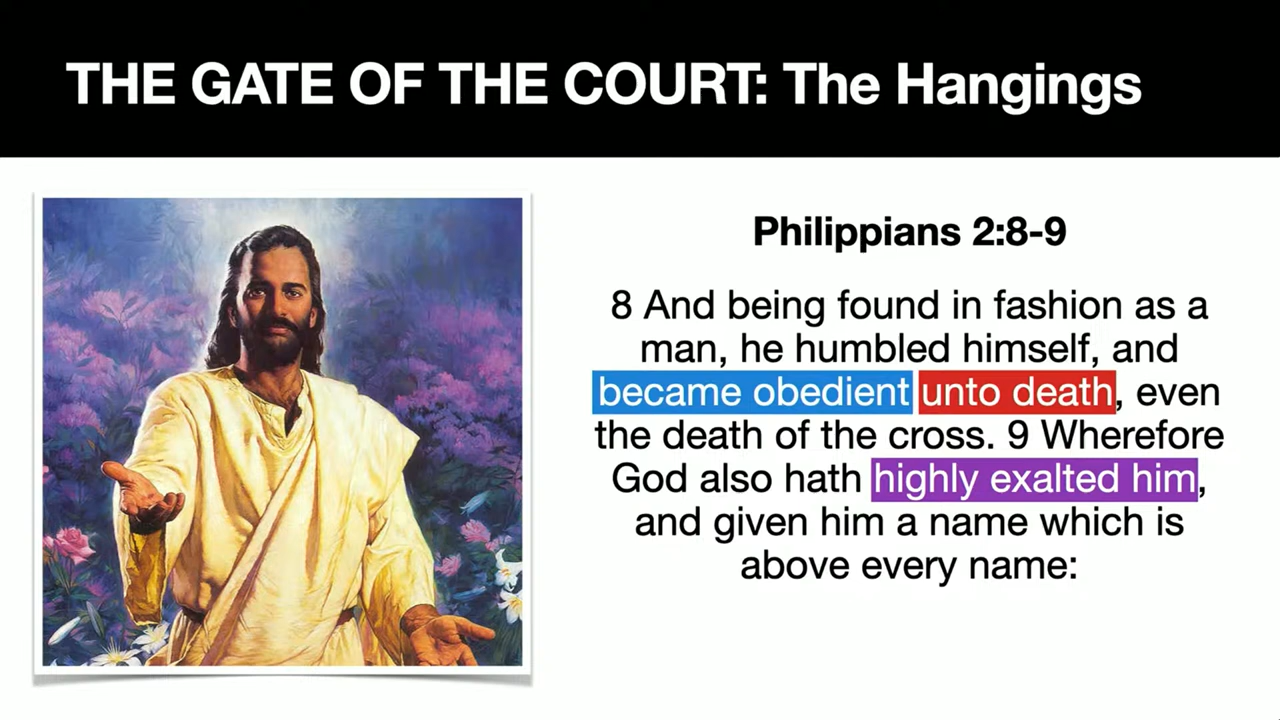 THE GATE OF THE COURT: The Hangings
Philippians 2:8-9
8 And being found in fashion as a
man, he humbled himself, and
became obedient unto death, even
the death of the cross. 9 Wherefore
God also hath highly exalted him,
and given him a name which is
above every name: